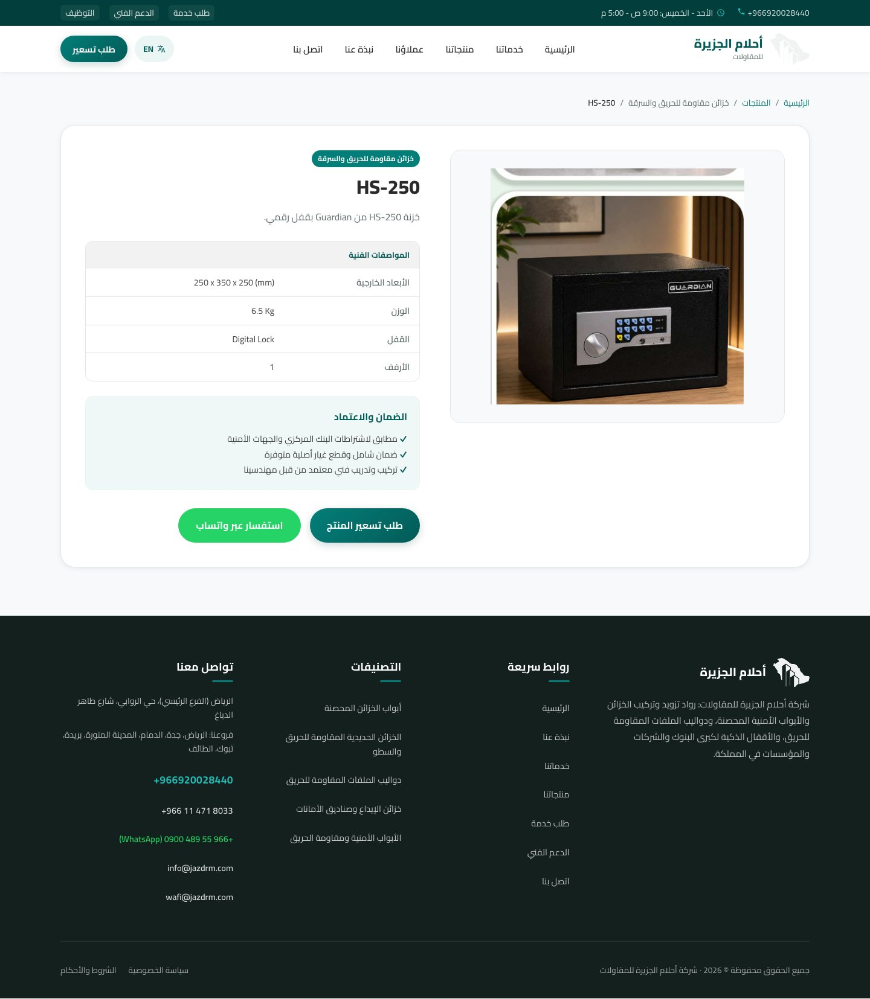 +966920028440
الأحد - الخميس: 9:00 ص - 5:00 م
طلب خدمة
الدعم الفني
التوظيف
أحلام الجزيرة
للمقاولات
الرئيسية
خدماتنا
منتجاتنا
عملاؤنا
نبذة عنا
اتصل بنا
EN
طلب تسعير
الرئيسية / المنتجات / خزائن مقاومة للحريق والسرقة / HS-250
GUARDIAN
خزائن مقاومة للحريق والسرقة
HS-250
خزنة HS-250 من Guardian بقفل رقمي.
المواصفات الفنية
الأبعاد الخارجية 250 x 350 x 250 (mm)
الوزن 6.5 Kg
القفل Digital Lock
الأرفف 1
الضمان والاعتماد
مطابق لاشتراطات البنك المركزي والجهات الأمنية
ضمان شامل وقطع غيار أصلية متوفرة
تركيب وتدريب فني معتمد من قبل مهندسينا
طلب تسعير المنتج
استفسار عبر واتساب
أحلام الجزيرة
شركة أحلام الجزيرة للمقاولات: رواد تزويد وتركيب الخزائن
والأبواب الأمنية المحصنة، ودواليب الملفات المقاومة
للحريق، والأقفال الذكية لكبرى البنوك والشركات
والمؤسسات في المملكة.
روابط سريعة
الرئيسية
نبذة عنا
خدماتنا
منتجاتنا
طلب خدمة
الدعم الفني
اتصل بنا
التصنيفات
أبواب الخزائن المحصنة
الخزائن الحديدية المقاومة للحريق
والسطو
دواليب الملفات المقاومة للحريق
خزائن الإيداع وصناديق الأمانات
الأبواب الأمنية ومقاومة الحريق
تواصل معنا
الرياض (الفرع الرئيسي)، حي الروابي، شارع طاهر
الدباغ
فروعنا: الرياض، جدة، الدمام، المدينة المنورة، بريدة،
تبوك، الطائف
+966920028440
+966 11 471 8033
+966 55 489 0900 (WhatsApp)
info@jazdrm.com
wafi@jazdrm.com
جميع الحقوق محفوظة © 2026 · شركة أحلام الجزيرة للمقاولات
سياسة الخصوصية
الشروط والأحكام